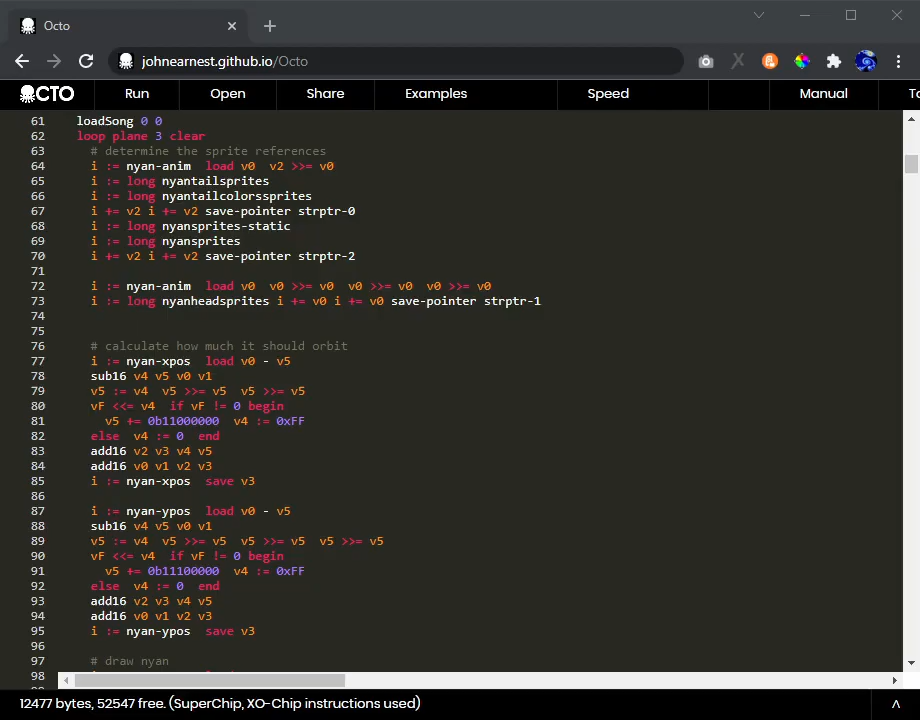 Octo
johnearnest.github.io/Octo
OCTO Run Open Share Examples Speed Manual To
61 loadSong 0 0
62 loop plane 3 clear
63 # determine the sprite references
64 i := nyan-anim  load v0  v2 >>= v0
65 i := long nyantailsprites
66 i := long nyantailcolorssprites
67 i += v2 i += v2 save-pointer strptr-0
68 i := long nyansprites-static
69 i := long nyansprites
70 i += v2 i += v2 save-pointer strptr-2
71
72 i := nyan-anim  load v0  v0 >>= v0  v0 >>= v0  v0 >>= v0
73 i := long nyanheadsprites i += v0 i += v0 save-pointer strptr-1
74
75
76 # calculate how much it should orbit
77 i := nyan-xpos  load v0 - v5
78 sub16 v4 v5 v0 v1
79 v5 := v4  v5 >>= v5  v5 >>= v5
80 vF <<= v4  if vF != 0 begin
81 v5 += 0b11000000  v4 := 0xFF
82 else  v4 := 0  end
83 add16 v2 v3 v4 v5
84 add16 v0 v1 v2 v3
85 i := nyan-xpos  save v3
86
87 i := nyan-ypos  load v0 - v5
88 sub16 v4 v5 v0 v1
89 v5 := v4  v5 >>= v5  v5 >>= v5  v5 >>= v5
90 vF <<= v4  if vF != 0 begin
91 v5 += 0b11100000  v4 := 0xFF
92 else  v4 := 0  end
93 add16 v2 v3 v4 v5
94 add16 v0 v1 v2 v3
95 i := nyan-ypos  save v3
96
97 # draw nyan
98
12477 bytes, 52547 free. (SuperChip, XO-Chip instructions used)